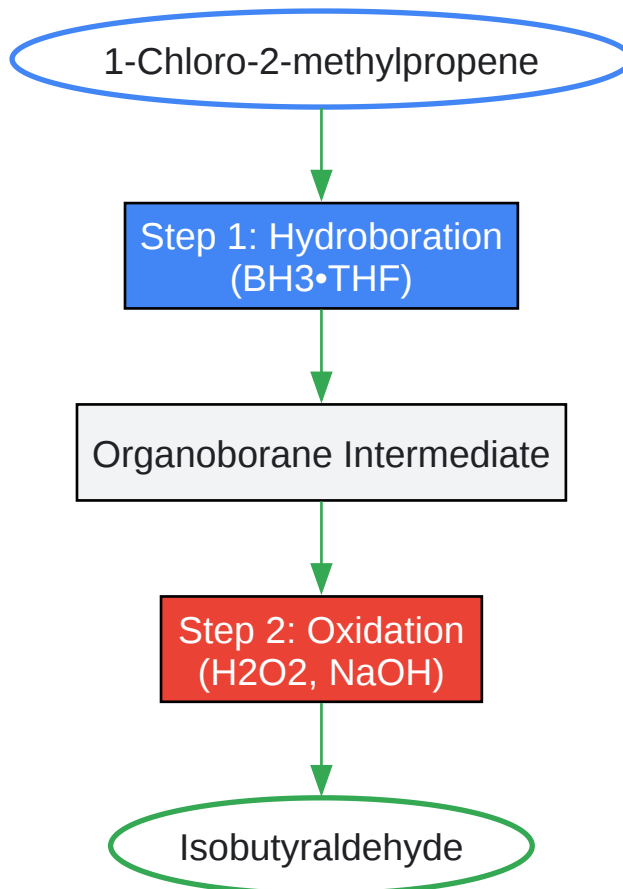 1-Chloro-2-methylpropene
Step 1: Hydroboration
(BH3•THF)
Organoborane Intermediate
Step 2: Oxidation
(H2O2, NaOH)
Isobutyraldehyde